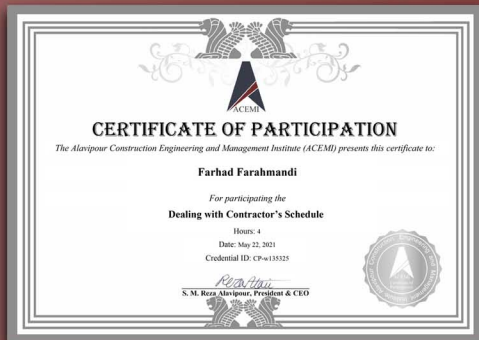 ACEMI
CERTIFICATE OF PARTICIPATION
The Alavipour Construction Engineering and Management Institute (ACEMI) presents this certificate to:
Farhad Farahmandi
For participating the
Dealing with Contractor's Schedule
Hours: 4
Date: May 22, 2021
Credential ID: CP-w135325
S. M. Reza Alavipour, President & CEO